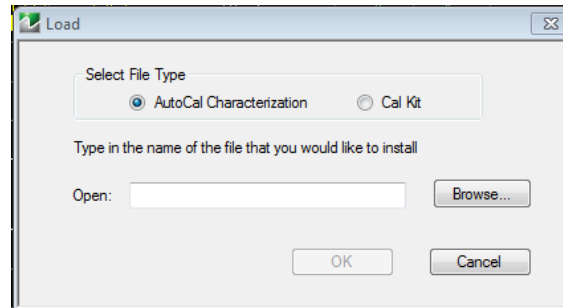 Load
Select File Type
AutoCal Characterization Cal Kit
Type in the name of the file that you would like to install
Open: Browse...
OK Cancel